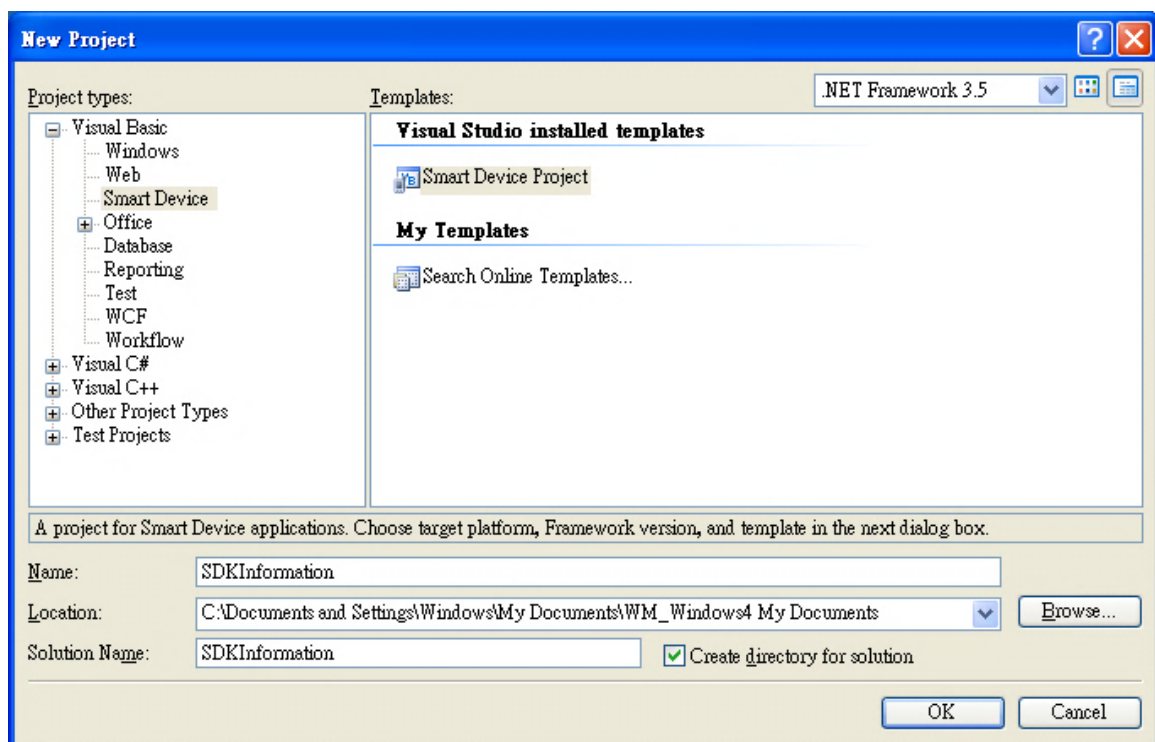 New Project
Project types:
Templates:
.NET Framework 3.5
Visual Basic
Windows
Web
Smart Device
Office
Database
Reporting
Test
WCF
Workflow
Visual C#
Visual C++
Other Project Types
Test Projects
Visual Studio installed templates
Smart Device Project
My Templates
Search Online Templates...
A project for Smart Device applications. Choose target platform, Framework version, and template in the next dialog box.
Name:
SDKInformation
Location:
C:\Documents and Settings\Windows\My Documents\WM_Windows4 My Documents
Browse...
Solution Name:
SDKInformation
Create directory for solution
OK
Cancel